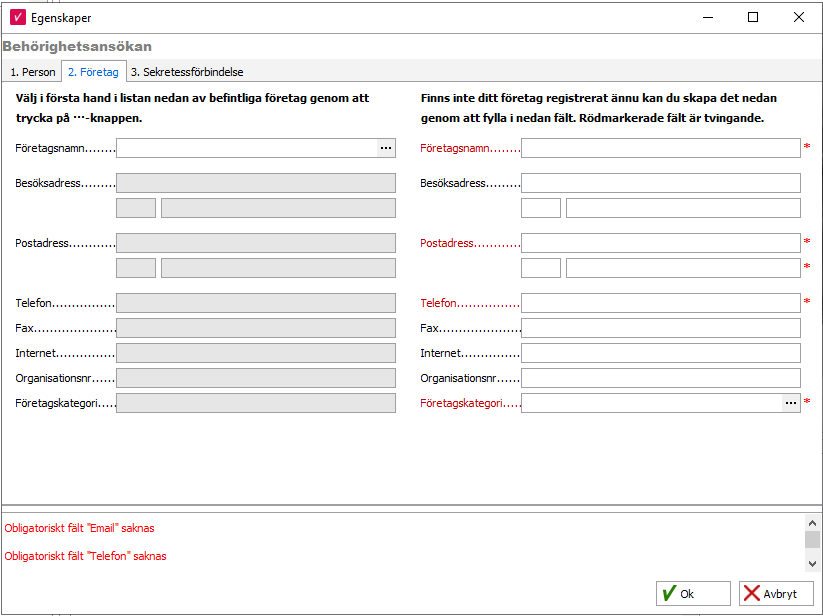 Egenskaper
Behörighetsansökan
1. Person 2. Företag 3. Sekretessförbindelse
Välj i första hand i listan nedan av befintliga företag genom att
trycka på ···-knappen.
Företagsnamn........ ...
Besöksadress.........
Postadress............
Telefon................
Fax.....................
Internet...............
Organisationsnr......
Företagskategori.....
Finns inte ditt företag registrerat ännu kan du skapa det nedan
genom att fylla i nedan fält. Rödmarkerade fält är tvingande.
Företagsnamn........ *
Besöksadress.........
Postadress............ *
*
Telefon................ *
Fax.....................
Internet...............
Organisationsnr......
Företagskategori..... ... *
Obligatoriskt fält "Email" saknas
Obligatoriskt fält "Telefon" saknas
Ok Avbryt